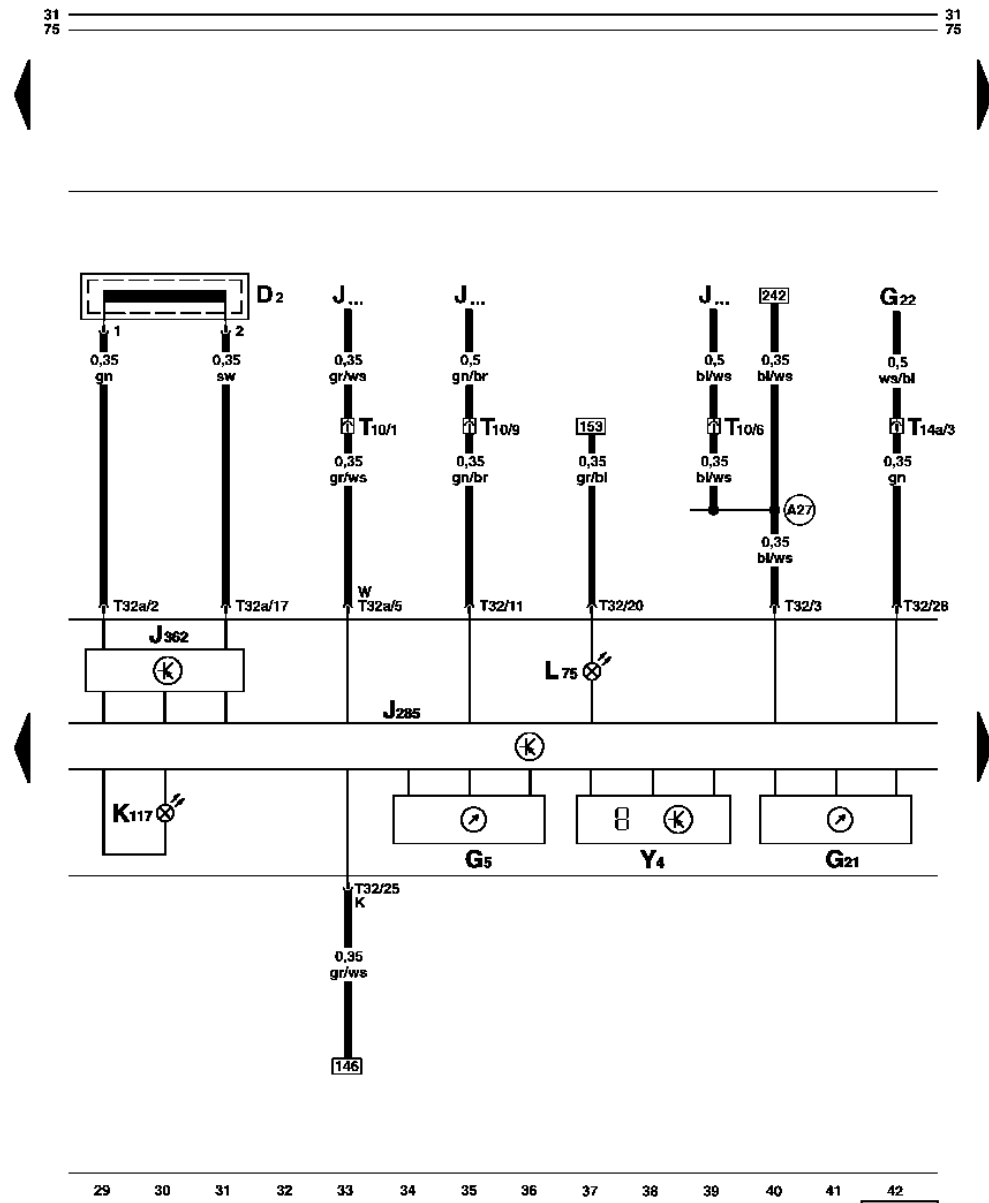 31 31
75 75
D2 J... J... J... 242 G22
1 2
0,35 0,35 0,35 0,5 0,5 0,35 0,5
gn sw gr/ws gn/br bl/ws bl/ws ws/bl
T10/1 T10/9 153 T10/6 T14a/3
0,35 0,35 0,35 0,35 0,35
gr/ws gn/br gr/bl bl/ws gn
A27
0,35
bl/ws
W
T32a/2 T32a/17 T32a/5 T32/11 T32/20 T32/3 T32/28
J362
L75
J285
K117
G5 Y4 G21
T32/25
K
0,35
gr/ws
146
29 30 31 32 33 34 35 36 37 38 39 40 41 42